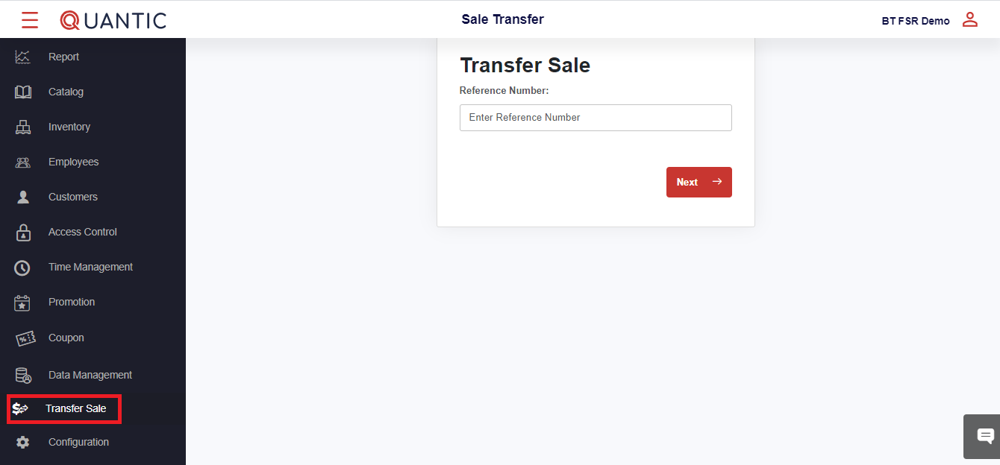 QUANTIC
Sale Transfer
BT FSR Demo
Report
Catalog
Inventory
Employees
Customers
Access Control
Time Management
Promotion
Coupon
Data Management
Transfer Sale
Configuration
Transfer Sale
Reference Number:
Enter Reference Number
Next